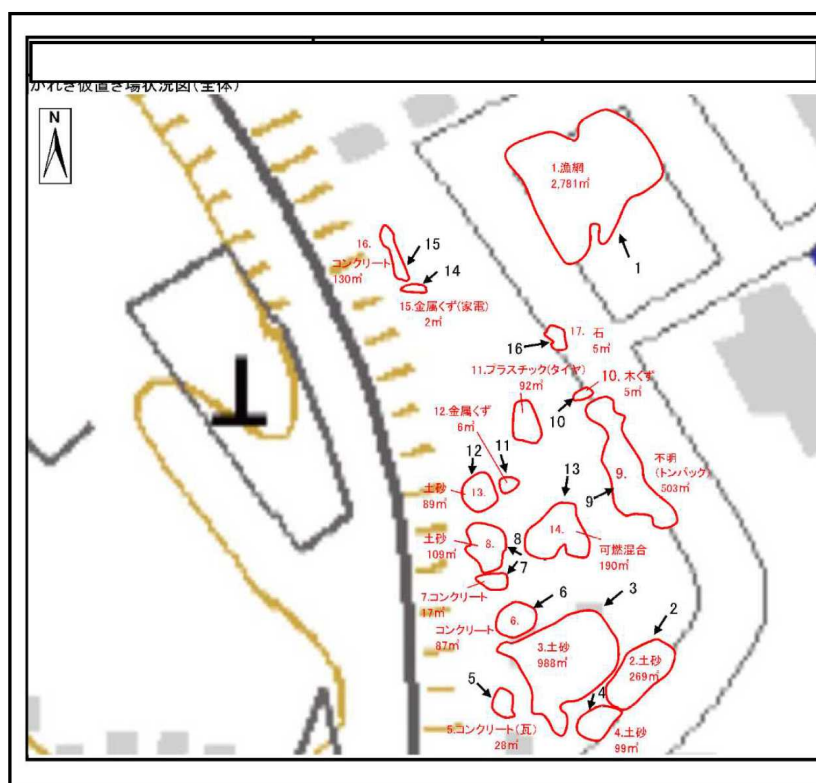 がれき仮置き場状況図(全体)
N
1.漁網
2,781㎡
1
16.
コンクリート
130㎡
15
14
15.金属くず(家電)
2㎡
17. 石
5㎡
16
11.プラスチック(タイヤ)
92㎡
10. 木くず
5㎡
10
12.金属くず
6㎡
11
12
13
不明
(トンパック)
503㎡
9.
9
土砂
89㎡
13.
土砂
109㎡
8.
8
14.
可燃混合
190㎡
7
7.コンクリート
17㎡
6
3
2
コンクリート
87㎡
6.
3.土砂
988㎡
2.土砂
269㎡
5
4
5.コンクリート(瓦)
28㎡
4.土砂
99㎡